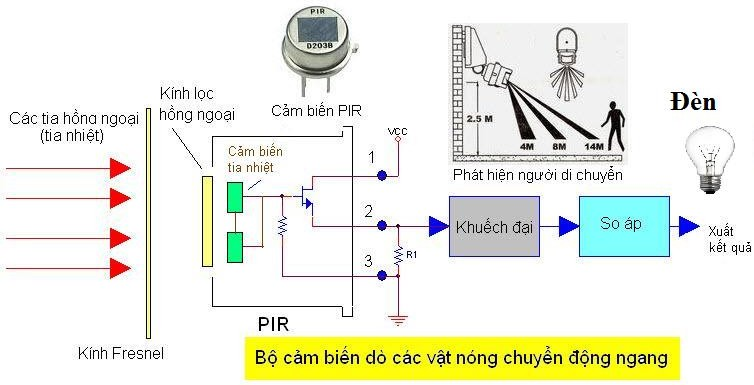 PIR
D203B
Cảm biến PIR
Kính lọc
hồng ngoại
Các tia hồng ngoại
(tia nhiệt)
Cảm biến
tia nhiệt
1
VCC
2
3
R1
PIR
Kính Fresnel
2.5 M
4M
8M
14M
Phát hiện người di chuyển
Đèn
Khuếch đại
So áp
Xuất
kết quả
Bộ cảm biến dò các vật nóng chuyển động ngang